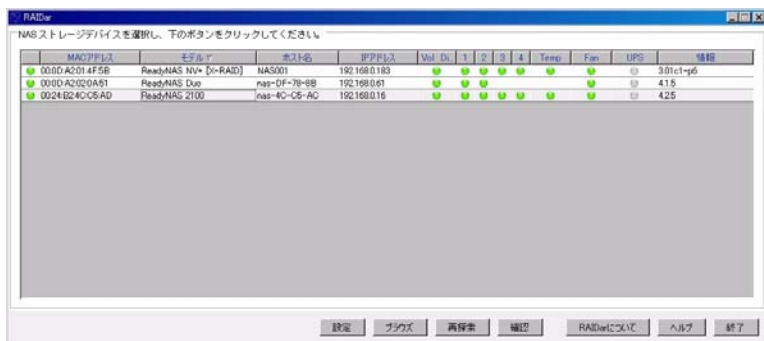 RAIDar
NASストレージデバイスを選択し、下のボタンをクリックしてください。
MACアドレス モデル ホスト名 IPアドレス Vol Di. 1 2 3 4 Temp Fan UPS 情報
00:0D:A2:01:4F:5B ReadyNAS NV+ [X-RAID] NAS001 192.168.0.183 3.01c1-p6
00:0D:A2:02:0A:51 ReadyNAS Duo nas-DF-78-8B 192.168.0.61 4.1.5
00:24:B2:4C:C5:AD ReadyNAS 2100 nas-4C-C5-AC 192.168.0.16 4.2.5
設定 ブラウズ 再探索 確認 RAIDarについて ヘルプ 終了